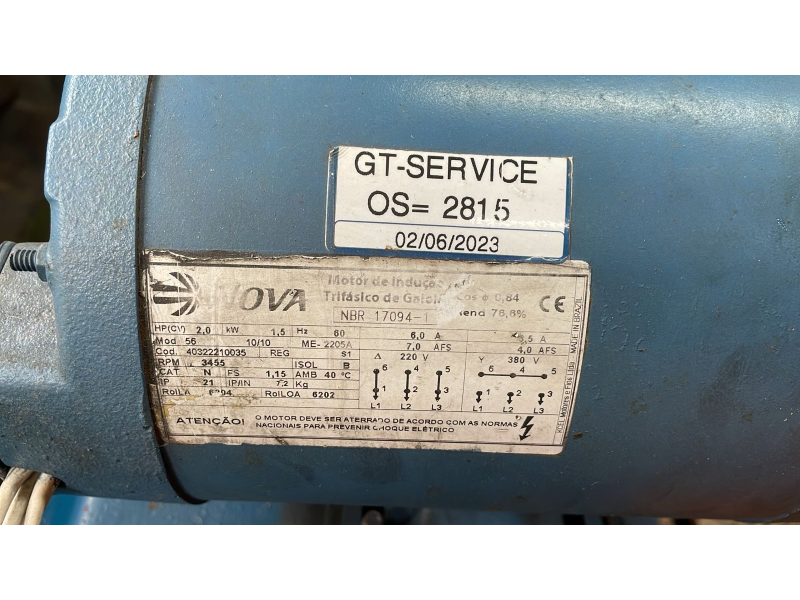 GT-SERVICE
OS= 2815
02/06/2023
NOVA
Motor de Indução
Trifásico de
NBR 17094-1
Cos φ 0,84
Rend 76,6%
CE
MADE IN BRAZIL
HP(CV) 2,0 kW 1,5 Hz 60 6,0 A 3,5 A
Mod 56 10/10 ME- 2205A 7,0 AFS 4,0 AFS
Cod. 40322210035 REG S1 Δ 220 V Y 380 V
RPM 3455 ISOL B
CAT N FS 1,15 AMB 40 °C
IP 21 IP/IN 7,2 Kg
RolLA 6204 RolLOA 6202
6 4 5
1 2 3
L1 L2 L3
6 4 5
1 2 3
L1 L2 L3
ATENÇÃO!
O MOTOR DEVE SER ATERRADO DE ACORDO COM AS NORMAS
NACIONAIS PARA PREVENIR CHOQUE ELÉTRICO
Motores e Fios Ltda